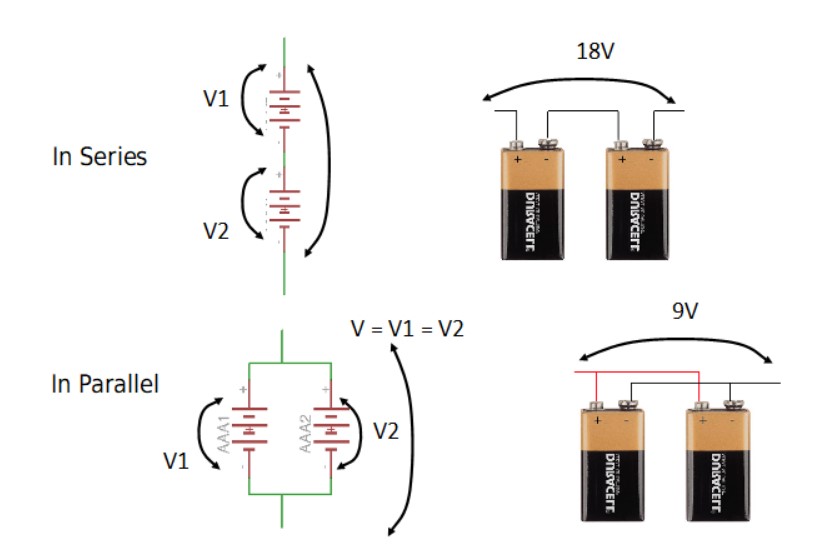 18V
V1
+
-
In Series
V2
+
-
+ - + -
DURACELL
DURACELL
9V
V = V1 = V2
In Parallel
+ +
AAA1
AAA2
V1
V2
- -
+ - + -
DURACELL
DURACELL